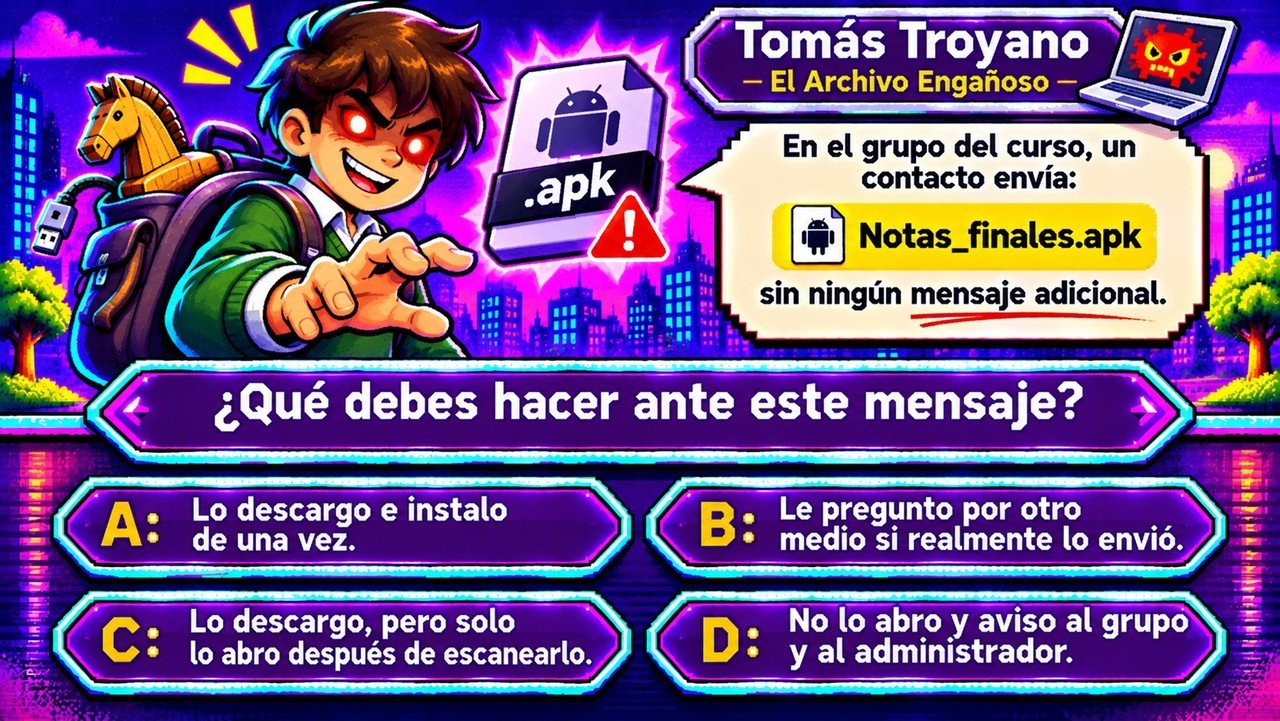 Tomás Troyano
– El Archivo Engañoso –
.apk
En el grupo del curso, un
contacto envía:
Notas_finales.apk
sin ningún mensaje adicional.
¿Qué debes hacer ante este mensaje?
A: Lo descargo e instalo
de una vez.
B: Le pregunto por otro
medio si realmente lo envió.
C: Lo descargo, pero solo
lo abro después de escanearlo.
D: No lo abro y aviso al grupo
y al administrador.